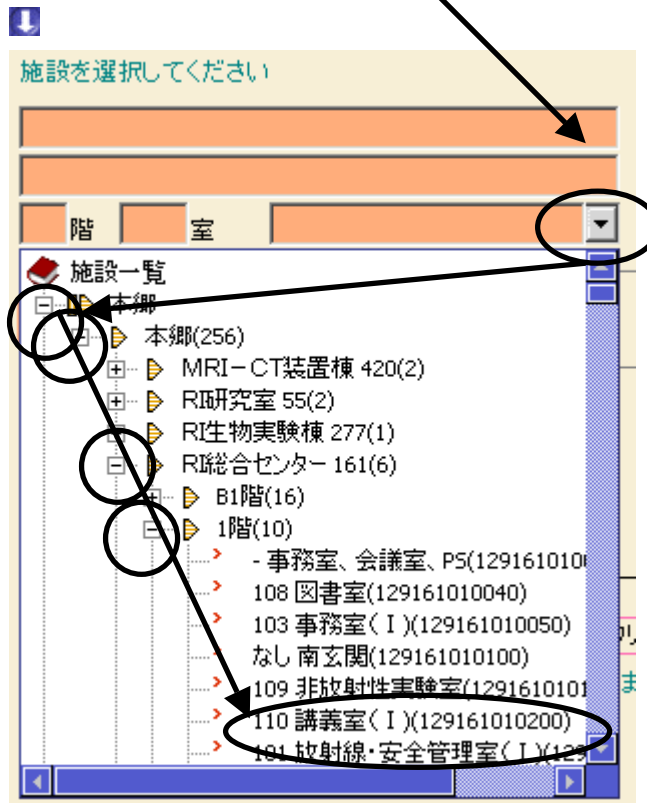 施設を選択してください
階 室
施設一覧
本郷
本郷(256)
MRI－CT装置棟 420(2)
RI研究室 55(2)
RI生物実験棟 277(1)
RI総合センター 161(6)
B1階(16)
1階(10)
- 事務室、会議室、PS(1291610100
108 図書室(129161010040)
103 事務室(Ⅰ)(129161010050)
なし 南玄関(129161010100)
109 非放射性実験室(1291610101
110 講義室(Ⅰ)(129161010200)
101 放射線・安全管理室(Ⅰ)(129